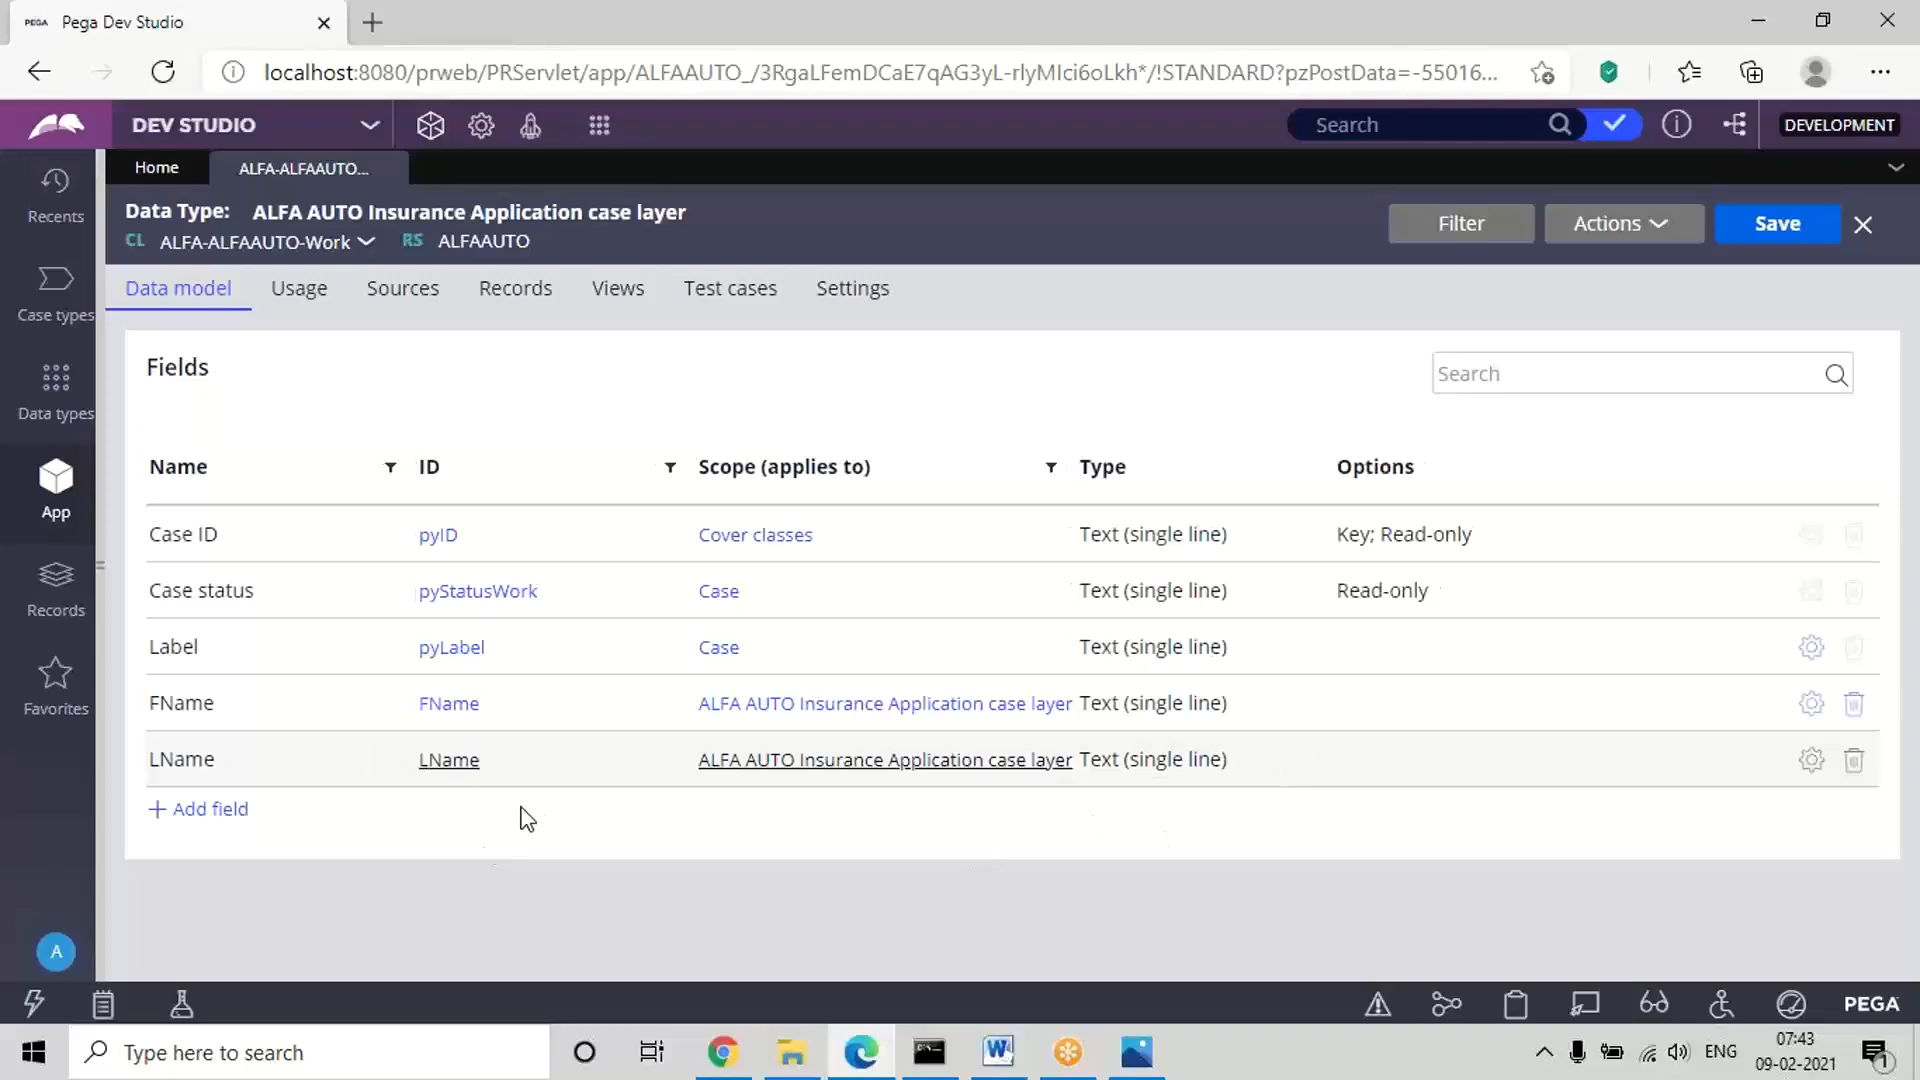 PEGA Pega Dev Studio
localhost:8080/prweb/PRServlet/app/ALFAAUTO_/3RgaLFemDCaE7qAG3yL-rlyMIci6oLkh*/!STANDARD?pzPostData=-55016...
DEV STUDIO Search DEVELOPMENT
Home ALFA-ALFAAUTO...
Recents
Case types
Data types
App
Records
Favorites
A
Data Type: ALFA AUTO Insurance Application case layer
CL ALFA-ALFAAUTO-Work RS ALFAAUTO
Filter Actions Save
Data model Usage Sources Records Views Test cases Settings
Fields
Search
Name ID Scope (applies to) Type Options
Case ID pyID Cover classes Text (single line) Key; Read-only
Case status pyStatusWork Case Text (single line) Read-only
Label pyLabel Case Text (single line)
FName FName ALFA AUTO Insurance Application case layer Text (single line)
LName LName ALFA AUTO Insurance Application case layer Text (single line)
+ Add field
PEGA
Type here to search
ENG
07:43
09-02-2021
1